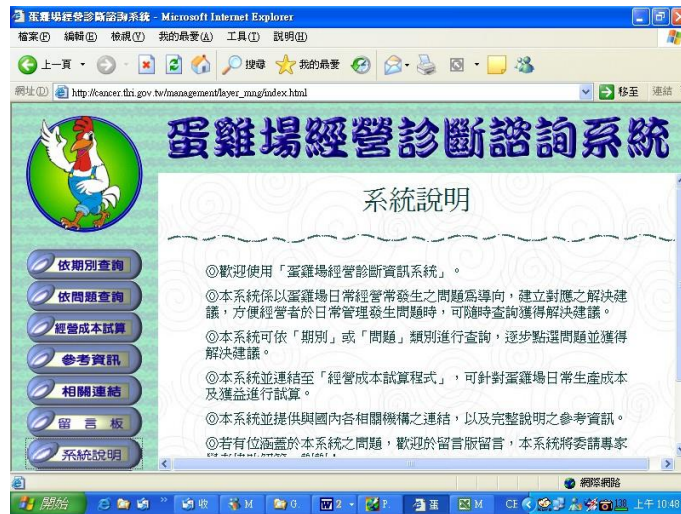 蛋雞場經營診斷諮詢系統 - Microsoft Internet Explorer
檔案(F) 編輯(E) 檢視(V) 我的最愛(A) 工具(T) 說明(H)
上一頁 搜尋 我的最愛
網址(D) http://cancer.tlri.gov.tw/management/layer_mng/index.html 移至 連結
蛋雞場經營診斷諮詢系統
系統說明
依期別查詢
依問題查詢
經營成本試算
參考資訊
相關連結
留言板
系統說明
◎歡迎使用「蛋雞場經營診斷資訊系統」。
◎本系統係以蛋雞場日常經營常發生之問題為導向,建立對應之解決建
議,方便經營者於日常管理發生問題時,可隨時查詢獲得解決建議。
◎本系統可依「期別」或「問題」類別進行查詢,逐步點選問題並獲得
解決建議。
◎本系統並連結至「經營成本試算程式」,可針對蛋雞場日常生產成本
及獲益進行試算。
◎本系統並提供與國內各相關機構之連結,以及完整說明之參考資訊。
◎若有位涵蓋於本系統之問題,歡迎於留言版留言,本系統將委請專家
網際網路
開始 收 M G. 2 P. 蛋 M CE 上午 10:48